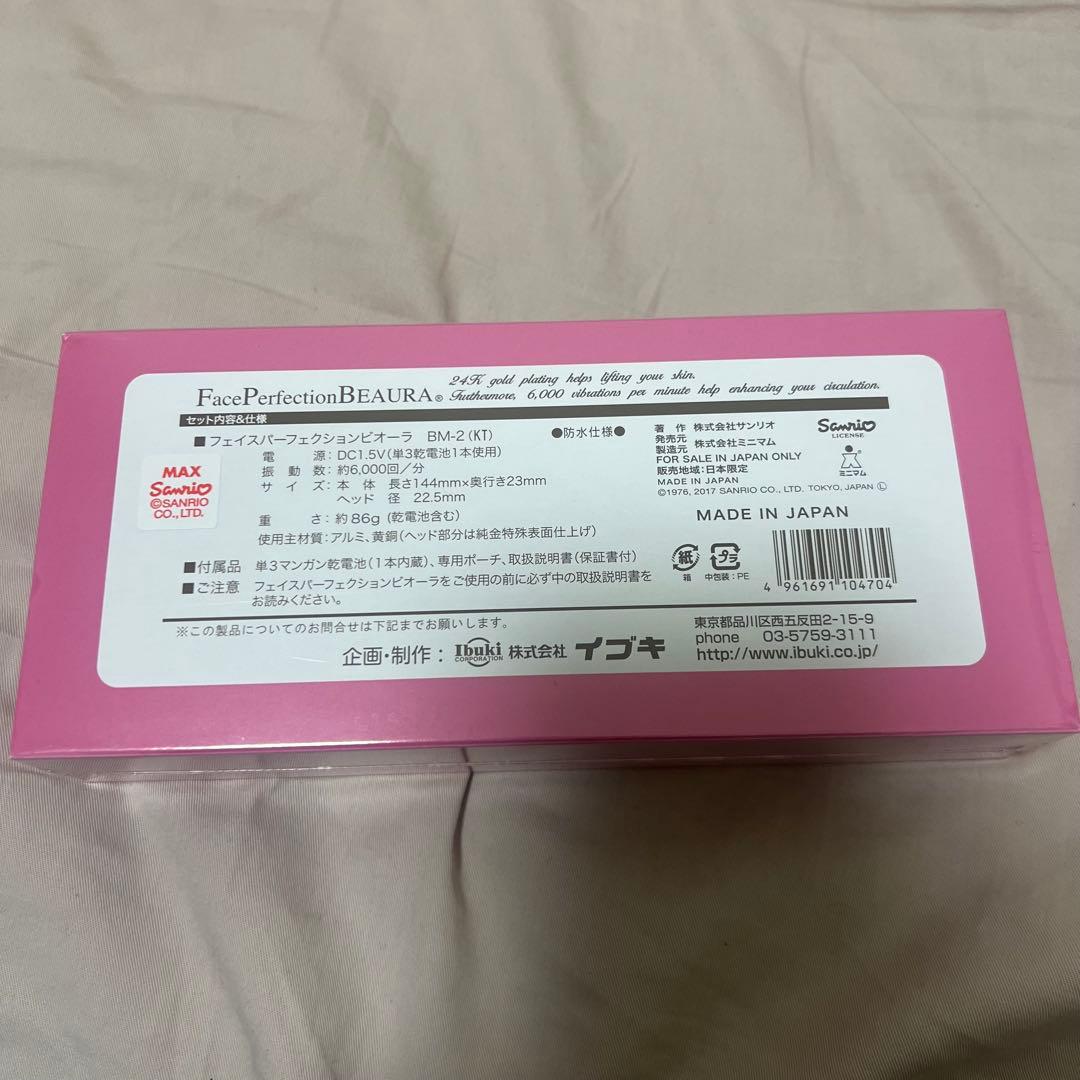 FacePerfectionBEAURA®
24K gold plating helps lifting your skin.
Furthermore, 6,000 vibrations per minute help enhancing your circulation.
セット内容&仕様
■フェイスパーフェクションビオーラ BM-2(KT) ●防水仕様●
電源:DC1.5V(単3乾電池1本使用)
振動数:約6,000回/分
サイズ:本体 長さ144mm×奥行き23mm
ヘッド 径 22.5mm
重さ:約86g(乾電池含む)
使用主材質:アルミ、黄銅(ヘッド部分は純金特殊表面仕上げ)
MAX
Sanrio
©SANRIO
CO., LTD.
著作 株式会社サンリオ
発売元
製造元 株式会社ミニマム
FOR SALE IN JAPAN ONLY
販売地域:日本限定
MADE IN JAPAN
©1976, 2017 SANRIO CO., LTD. TOKYO, JAPAN Ⓛ
Sanrio
LICENSE
ミニマム
MADE IN JAPAN
■付属品 単3マンガン乾電池(1本内蔵)、専用ポーチ、取扱説明書(保証書付)
■ご注意 フェイスパーフェクションビオーラをご使用の前に必ず中の取扱説明書を
お読みください。
紙
箱
プラ
中包装:PE
4 961691 104704
※この製品についてのお問合せは下記までお願いします。
企画・制作: Ibuki CORPORATION 株式会社 イブキ
東京都品川区西五反田2-15-9
phone 03-5759-3111
http://www.ibuki.co.jp/